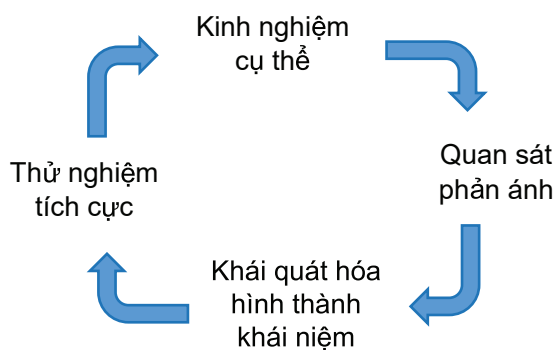 Kinh nghiệm
cụ thể
Quan sát
phản ánh
Khái quát hóa
hình thành
khái niệm
Thử nghiệm
tích cực